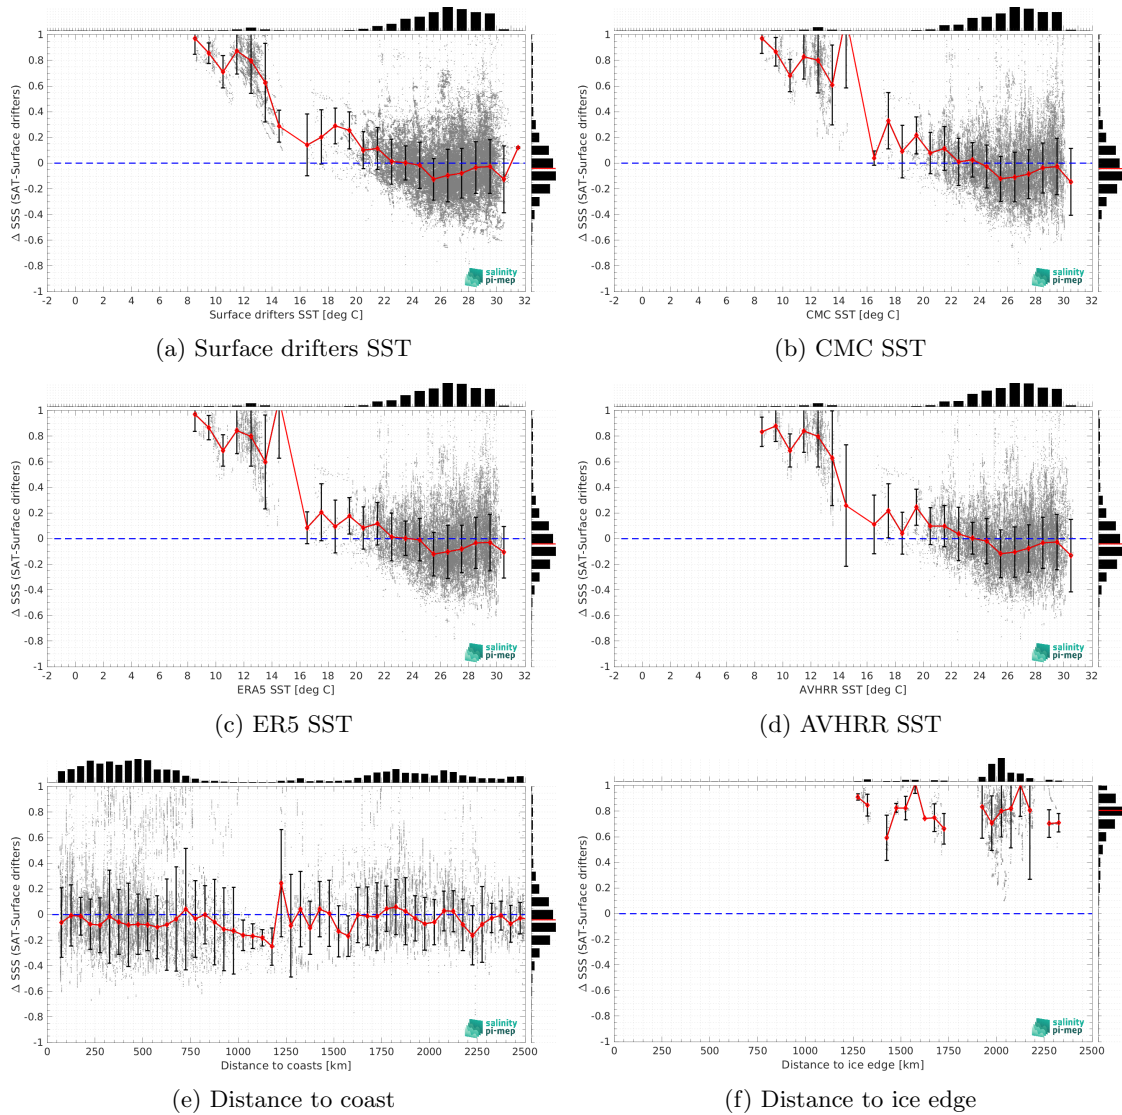 1
0.8
0.6
0.4
0.2
0
-0.2
-0.4
-0.6
-0.8
-1
Δ SSS (SAT-Surface drifters)
-2 0 2 4 6 8 10 12 14 16 18 20 22 24 26 28 30 32
Surface drifters SST [deg C]
salinity
pi-mep
(a) Surface drifters SST
1
0.8
0.6
0.4
0.2
0
-0.2
-0.4
-0.6
-0.8
-1
Δ SSS (SAT-Surface drifters)
-2 0 2 4 6 8 10 12 14 16 18 20 22 24 26 28 30 32
CMC SST [deg C]
salinity
pi-mep
(b) CMC SST
1
0.8
0.6
0.4
0.2
0
-0.2
-0.4
-0.6
-0.8
-1
Δ SSS (SAT-Surface drifters)
-2 0 2 4 6 8 10 12 14 16 18 20 22 24 26 28 30 32
ERA5 SST [deg C]
salinity
pi-mep
(c) ER5 SST
1
0.8
0.6
0.4
0.2
0
-0.2
-0.4
-0.6
-0.8
-1
Δ SSS (SAT-Surface drifters)
-2 0 2 4 6 8 10 12 14 16 18 20 22 24 26 28 30 32
AVHRR SST [deg C]
salinity
pi-mep
(d) AVHRR SST
1
0.8
0.6
0.4
0.2
0
-0.2
-0.4
-0.6
-0.8
-1
Δ SSS (SAT-Surface drifters)
0 250 500 750 1000 1250 1500 1750 2000 2250 2500
Distance to coasts [km]
salinity
pi-mep
(e) Distance to coast
1
0.8
0.6
0.4
0.2
0
-0.2
-0.4
-0.6
-0.8
-1
Δ SSS (SAT-Surface drifters)
0 250 500 750 1000 1250 1500 1750 2000 2250 2500
Distance to ice edge [km]
salinity
pi-mep
(f) Distance to ice edge